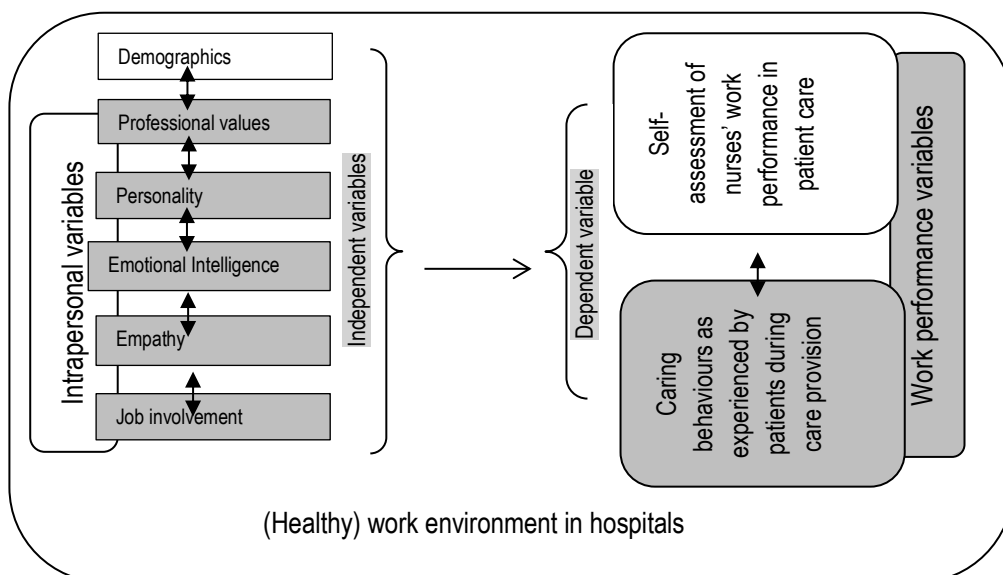 Demographics
Professional values
Personality
Emotional Intelligence
Empathy
Job involvement
Intrapersonal variables
Independent variables
Dependent variable
Self-
assessment of
nurses’ work
performance in
patient care
Caring
behaviours as
experienced by
patients during
care provision
Work performance variables
(Healthy) work environment in hospitals